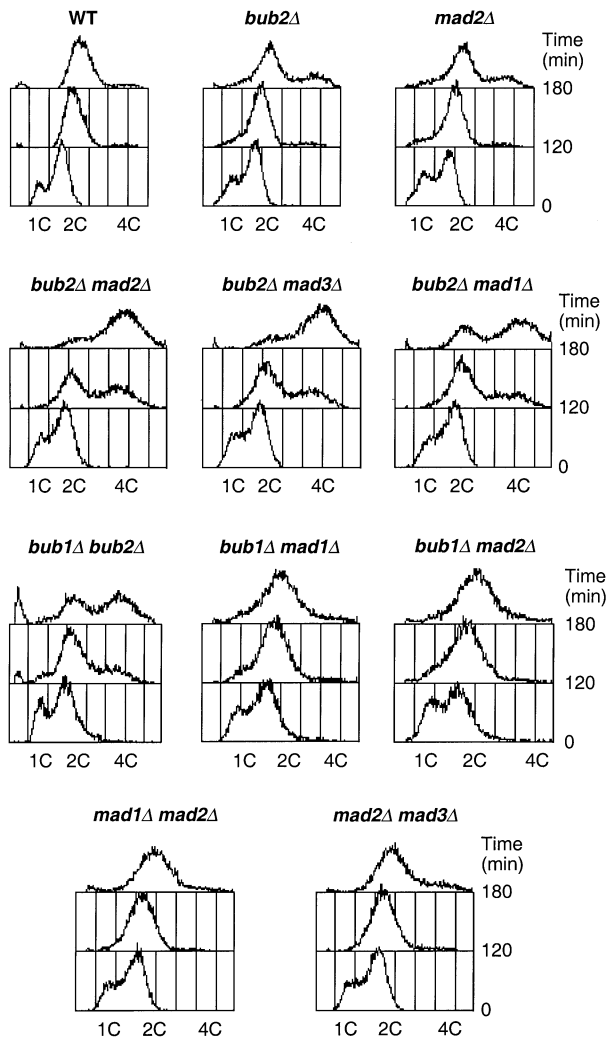 WT
bub2Δ
mad2Δ
Time
(min)
180
120
0
1C 2C 4C
1C 2C 4C
1C 2C 4C
bub2Δ mad2Δ
bub2Δ mad3Δ
bub2Δ mad1Δ
Time
(min)
180
120
0
1C 2C 4C
1C 2C 4C
1C 2C 4C
bub1Δ bub2Δ
bub1Δ mad1Δ
bub1Δ mad2Δ
Time
(min)
180
120
0
1C 2C 4C
1C 2C 4C
1C 2C 4C
mad1Δ mad2Δ
mad2Δ mad3Δ
Time
(min)
180
120
0
1C 2C 4C
1C 2C 4C